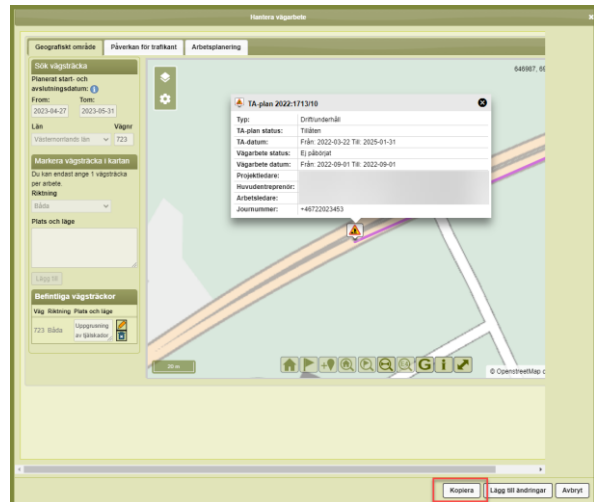 Hantera vägarbete
Geografiskt område
Påverkan för trafikant
Arbetsplanering
Sök vägsträcka
Planerat start- och
avslutningsdatum:
From: Tom:
2023-04-27 2023-05-31
Län Vägnr
Västernorrlands län 723
Markera vägsträcka i kartan
Du kan endast ange 1 vägsträcka
per arbete.
Riktning
Båda
Plats och läge
Lägg till
Befintliga vägsträckor
Väg Riktning Plats och läge
723 Båda
Uppgrusning
av tjälskador
646987, 69
TA-plan 2022:1713/10
Typ: Driftunderhåll
TA-plan status: Tillåten
TA-datum: Från: 2022-03-22 Till: 2025-01-31
Vägarbete status: Ej påbörjat
Vägarbete datum: Från: 2022-09-01 Till: 2022-09-01
Projektledare:
Huvudentreprenör:
Arbetsledare:
Journummer: +46722023453
20 m
G
© OpenstreetMap c
Kopiera
Lägg till ändringar
Avbryt